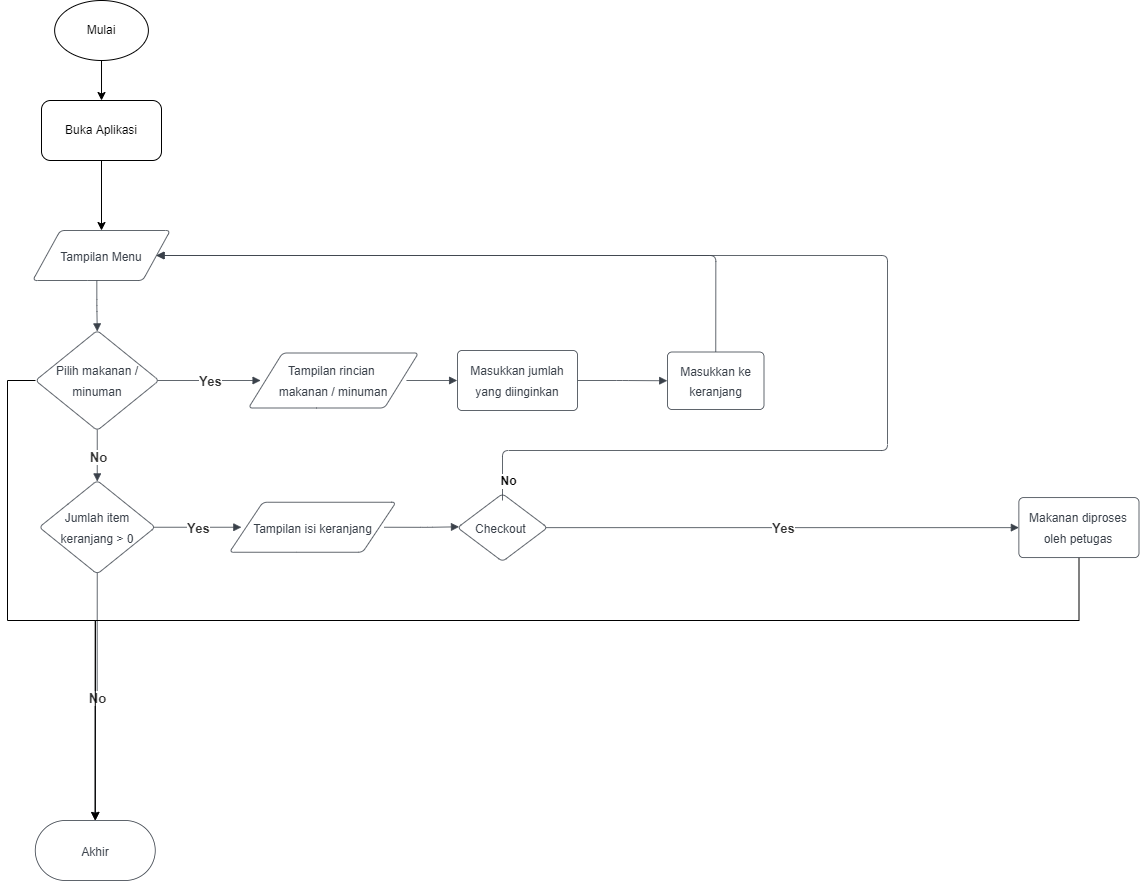 Mulai
Buka Aplikasi
Tampilan Menu
Pilih makanan /
minuman
Yes
Tampilan rincian
makanan / minuman
Masukkan jumlah
yang diinginkan
Masukkan ke
keranjang
No
Jumlah item
keranjang > 0
Yes
Tampilan isi keranjang
No
Checkout
Yes
Makanan diproses
oleh petugas
No
Akhir